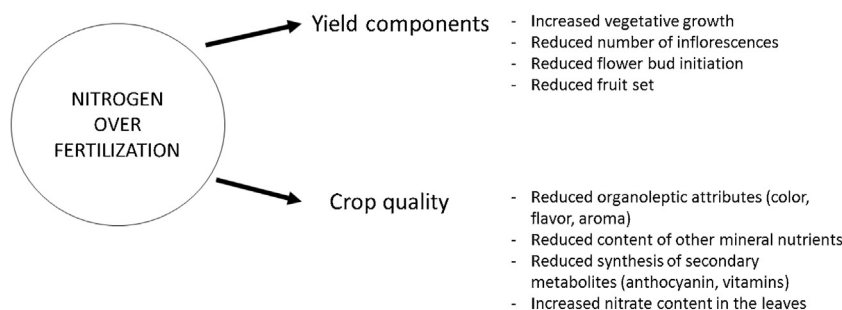 NITROGEN
OVER
FERTILIZATION
Yield components
- Increased vegetative growth
- Reduced number of inflorescences
- Reduced flower bud initiation
- Reduced fruit set
Crop quality
- Reduced organoleptic attributes (color,
flavor, aroma)
- Reduced content of other mineral nutrients
- Reduced synthesis of secondary
metabolites (anthocyanin, vitamins)
- Increased nitrate content in the leaves